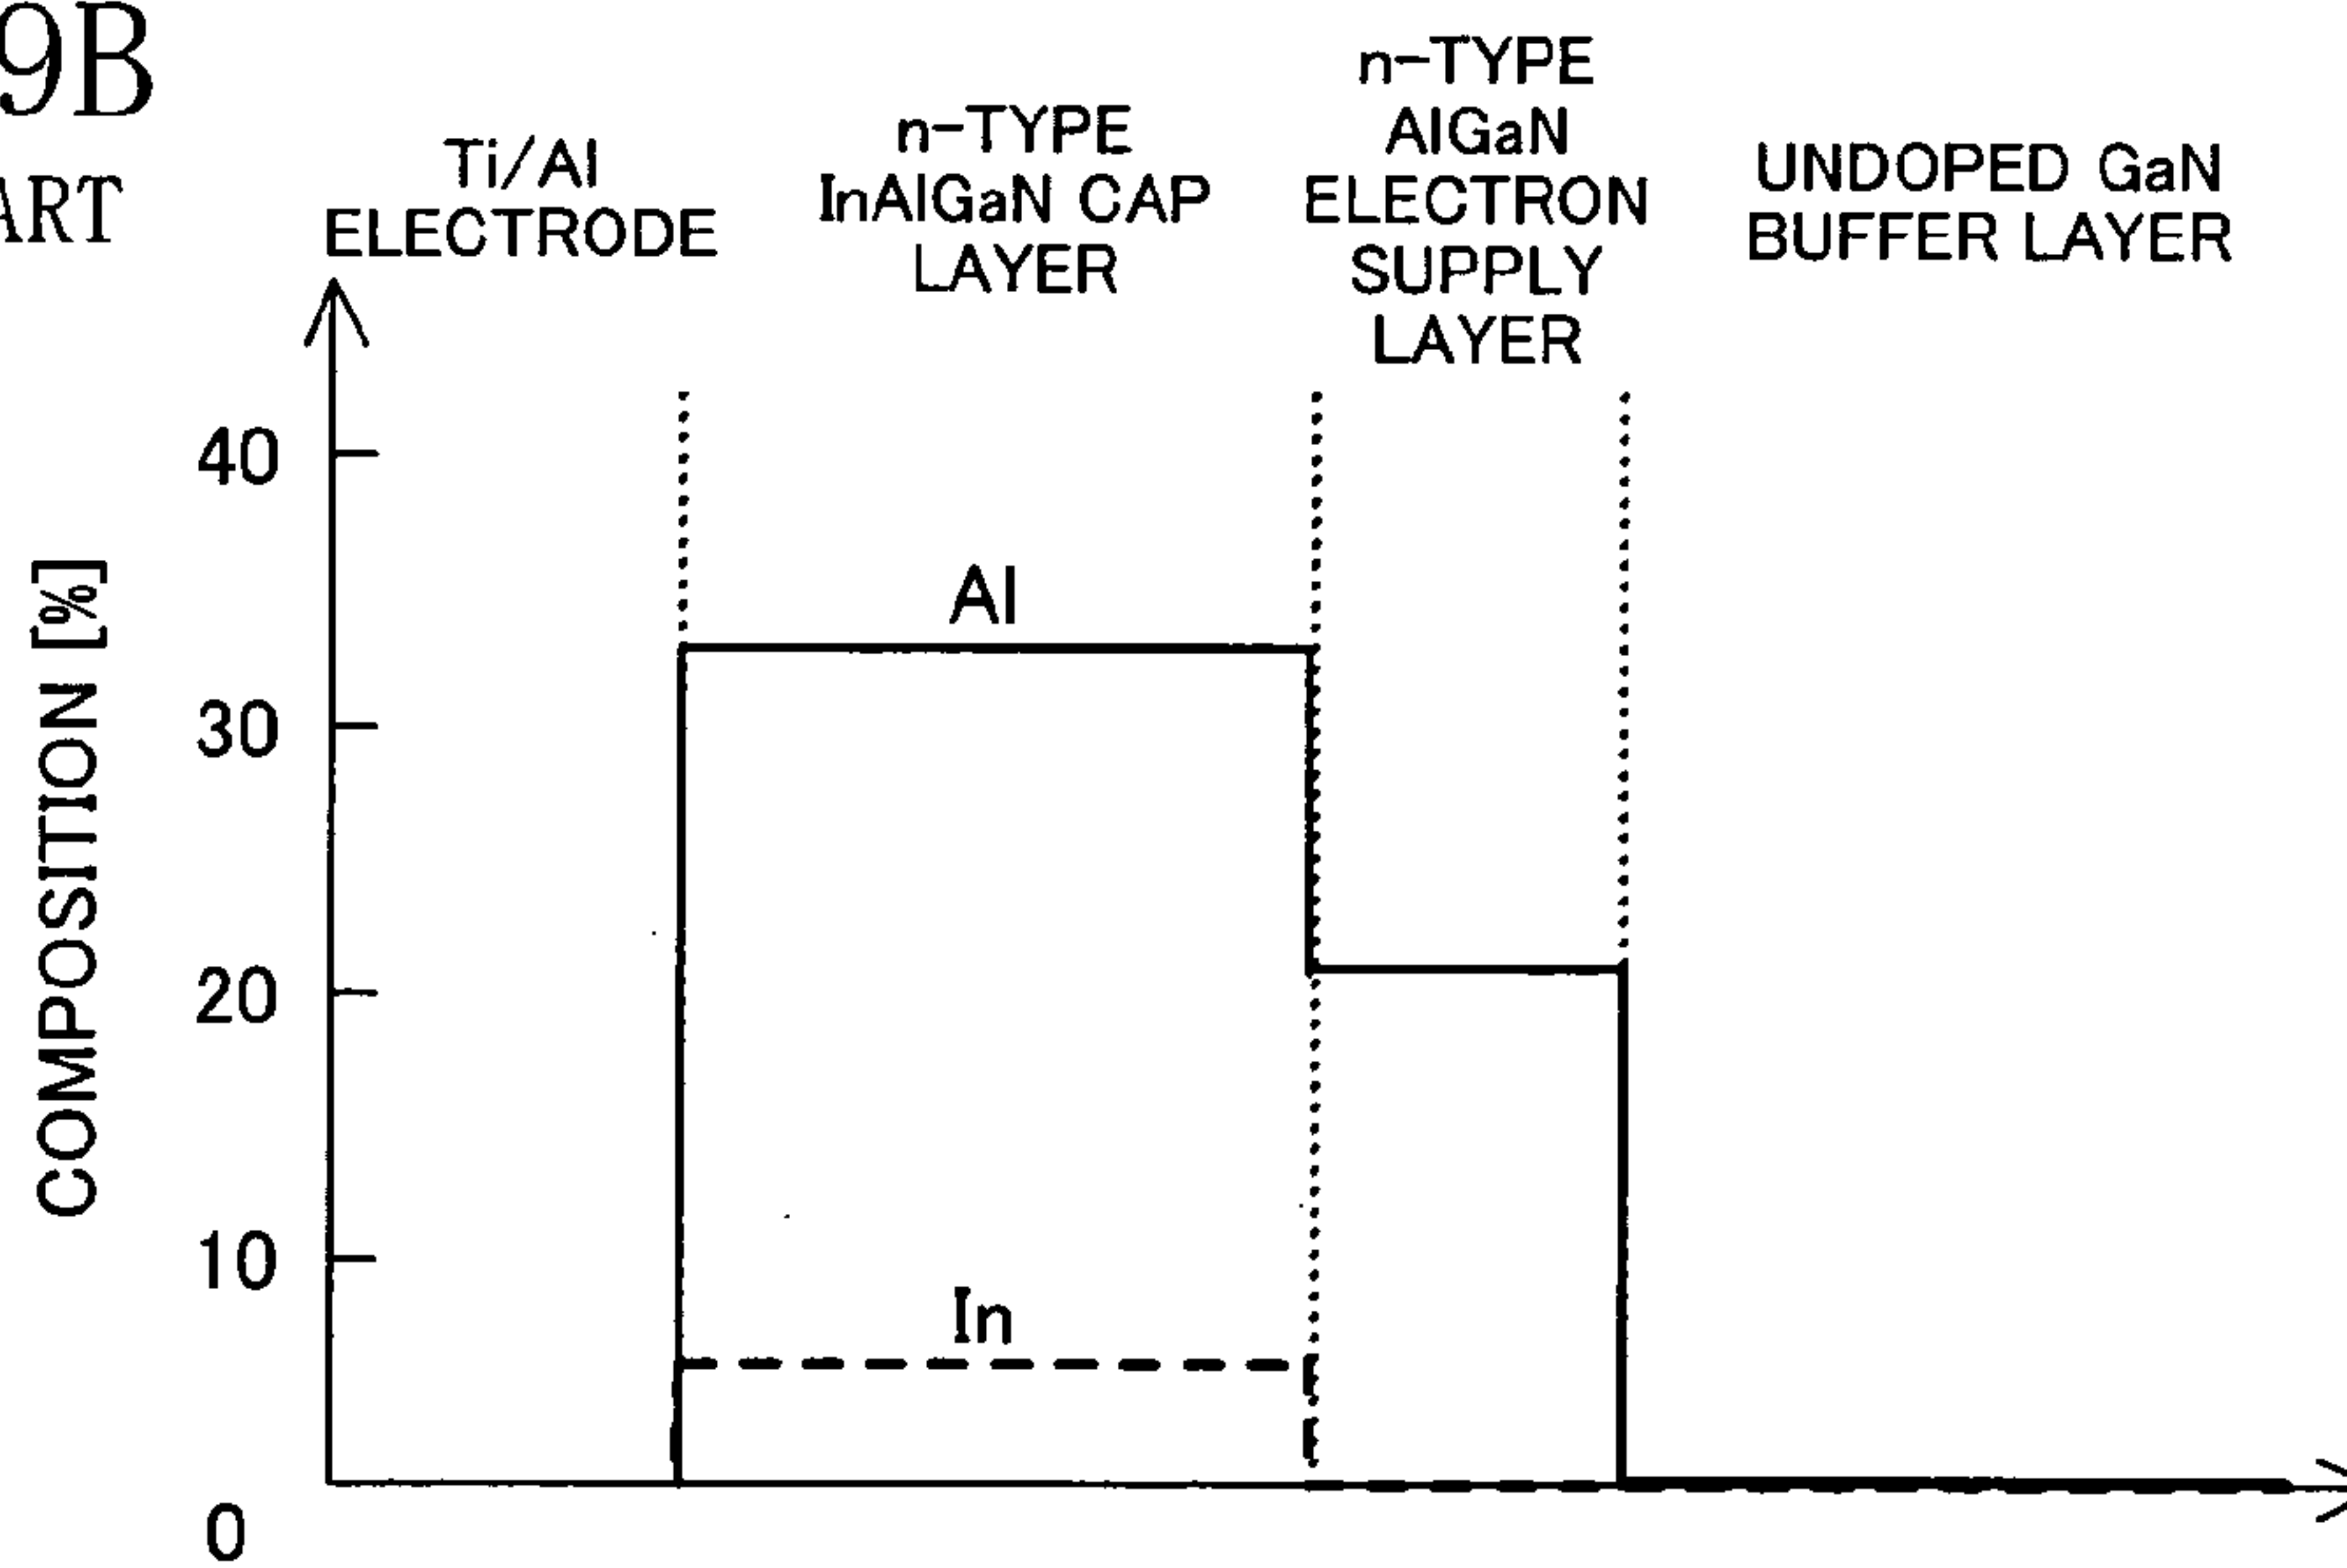 9B
ART
Ti/Al
ELECTRODE
n-TYPE
InAlGaN CAP
LAYER
n-TYPE
AlGaN
ELECTRON
SUPPLY
LAYER
UNDOPED GaN
BUFFER LAYER
COMPOSITION [%]
40
30
20
10
0
Al
In